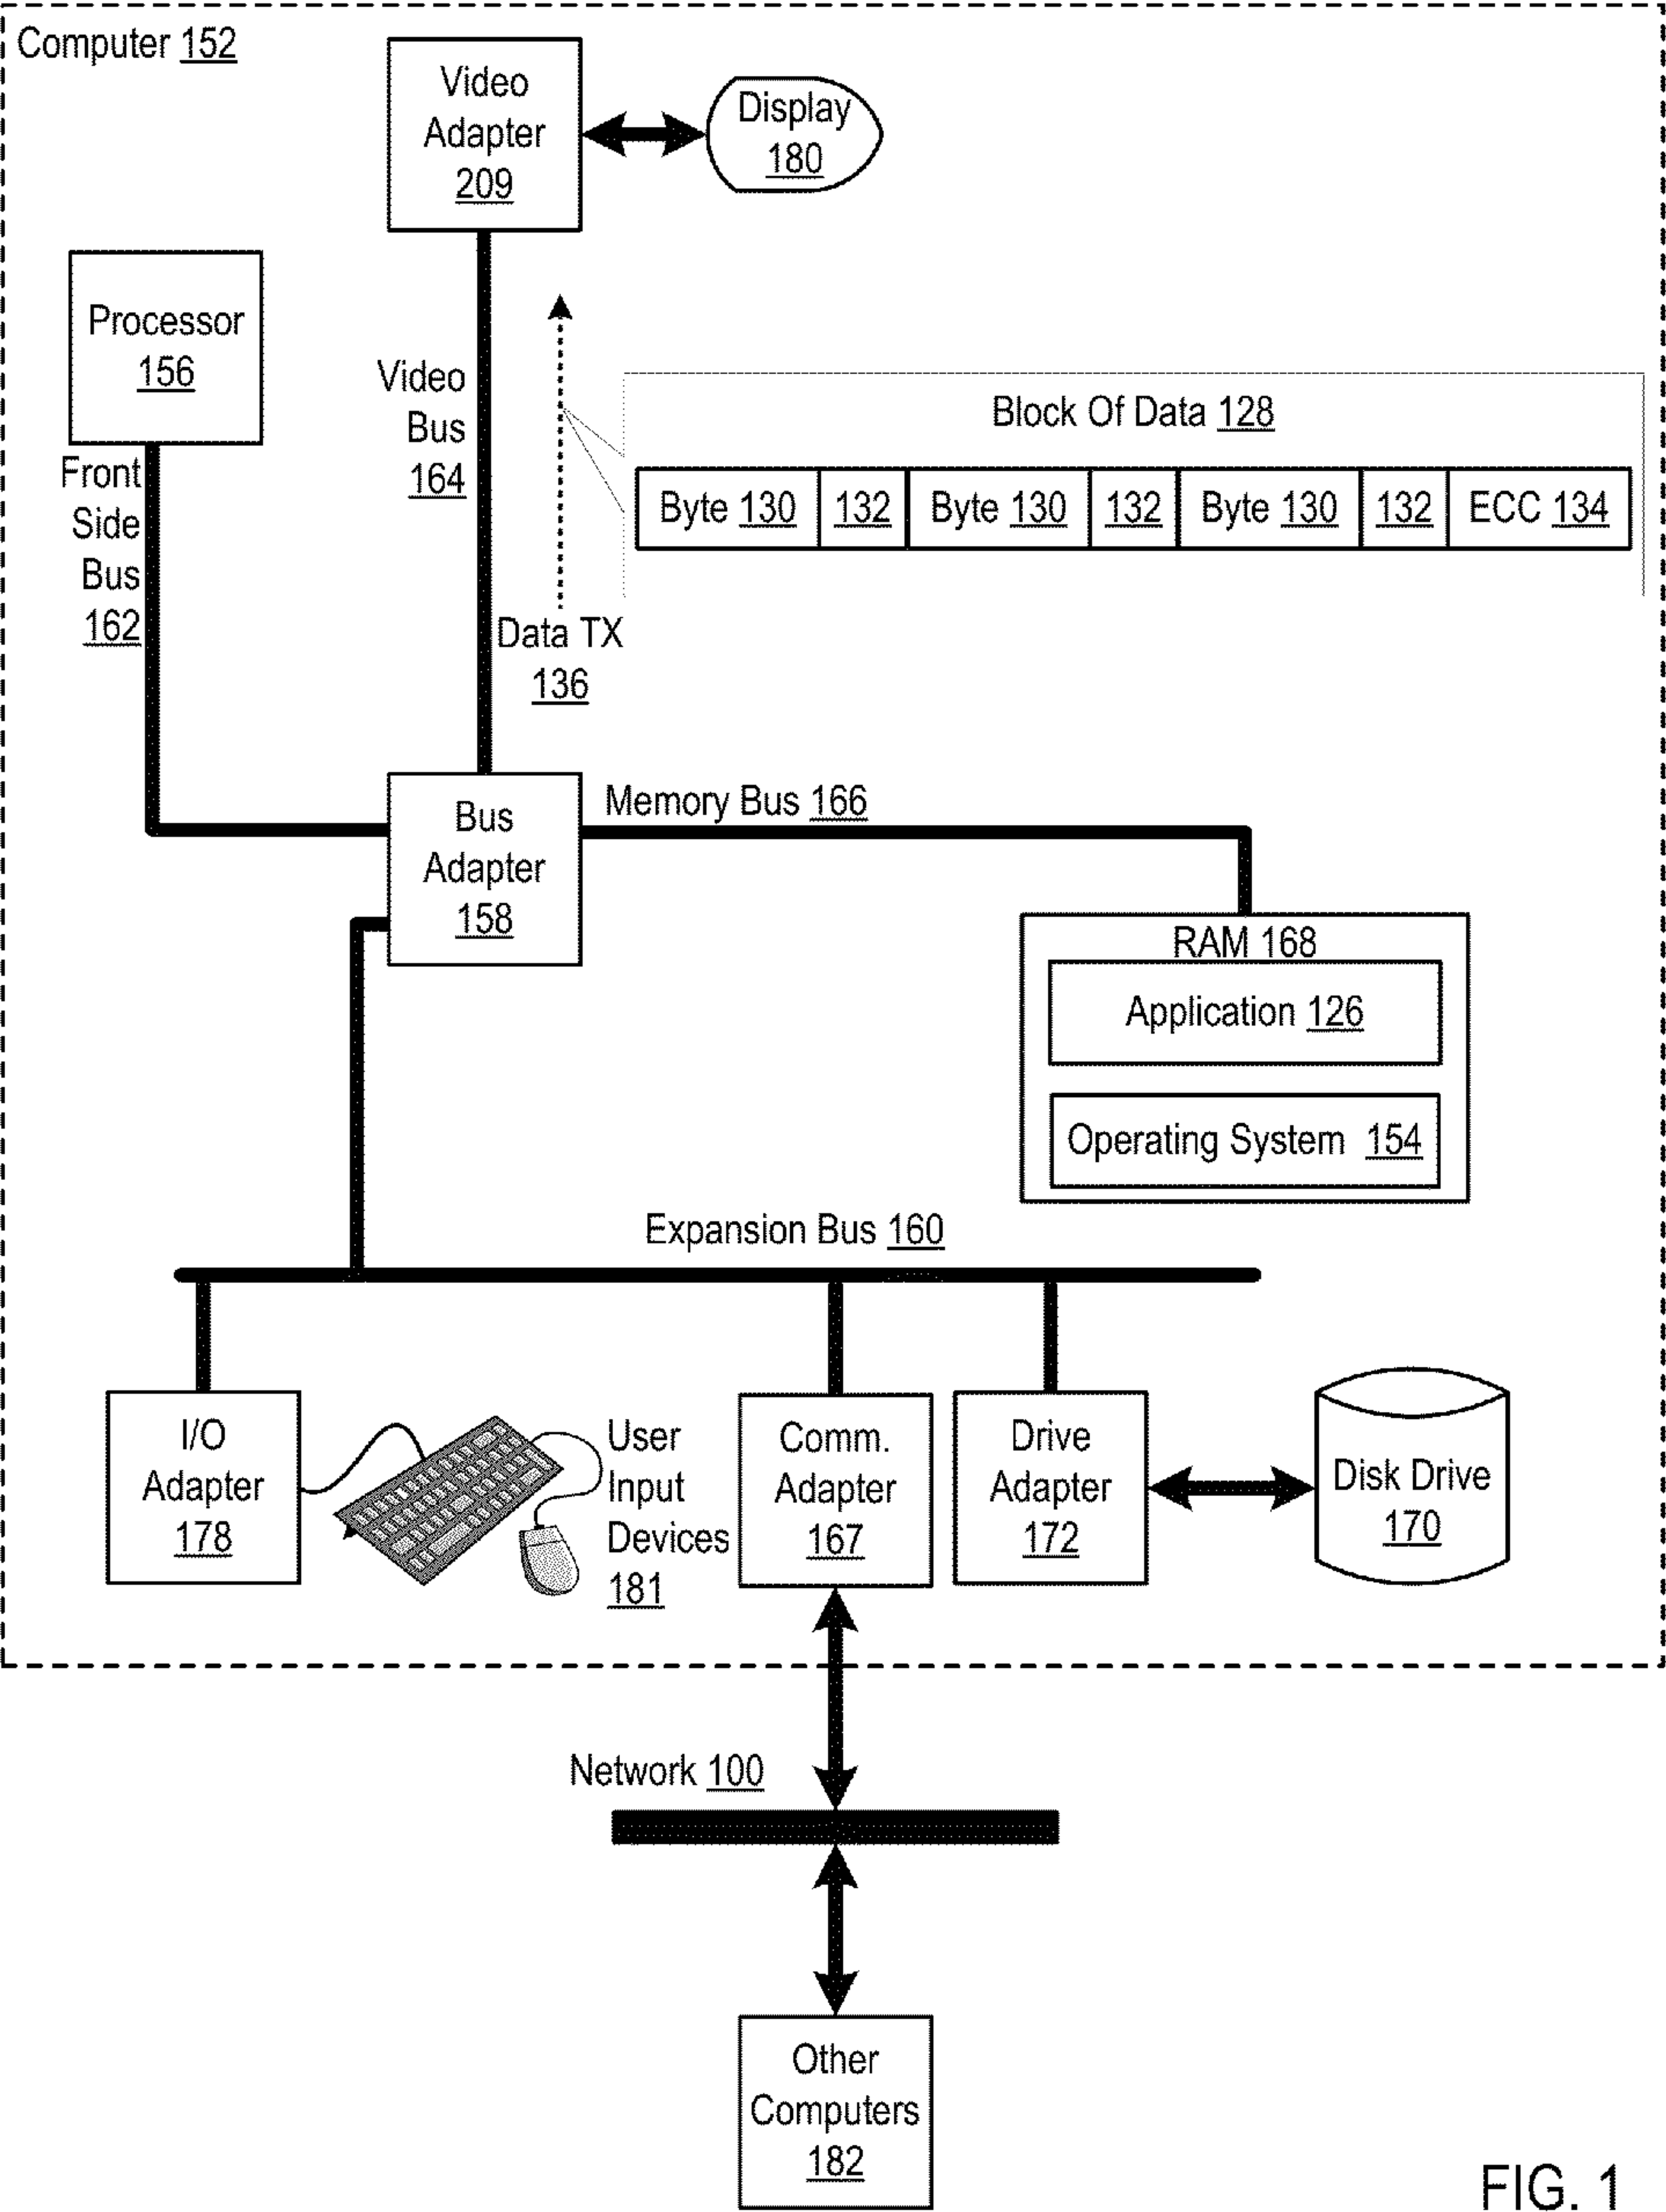 Computer 152
Video
Adapter
209
Display
180
Processor
156
Video
Bus
164
Block Of Data 128
Front
Side
Bus
162
Byte 130 132 Byte 130 132 Byte 130 132 ECC 134
Data TX
136
Bus
Adapter
158
Memory Bus 166
RAM 168
Application 126
Operating System 154
Expansion Bus 160
I/O
Adapter
178
User
Input
Devices
181
Comm.
Adapter
167
Drive
Adapter
172
Disk Drive
170
Network 100
Other
Computers
182
FIG. 1